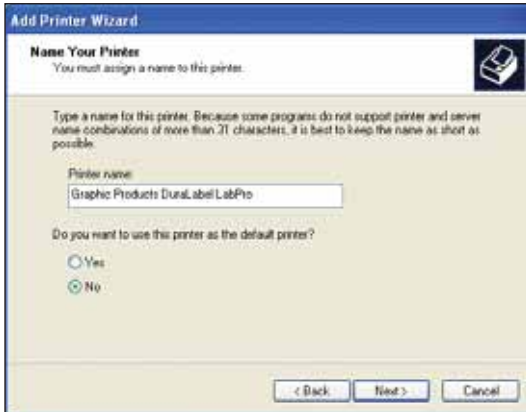 Add Printer Wizard
Name Your Printer
You must assign a name to this printer.
Type a name for this printer. Because some programs do not support printer and server
name combinations of more than 31 characters, it is best to keep the name as short as
possible.
Printer name:
Graphic Products DuraLabel LabPro
Do you want to use this printer as the default printer?
Yes
No
< Back
Next >
Cancel